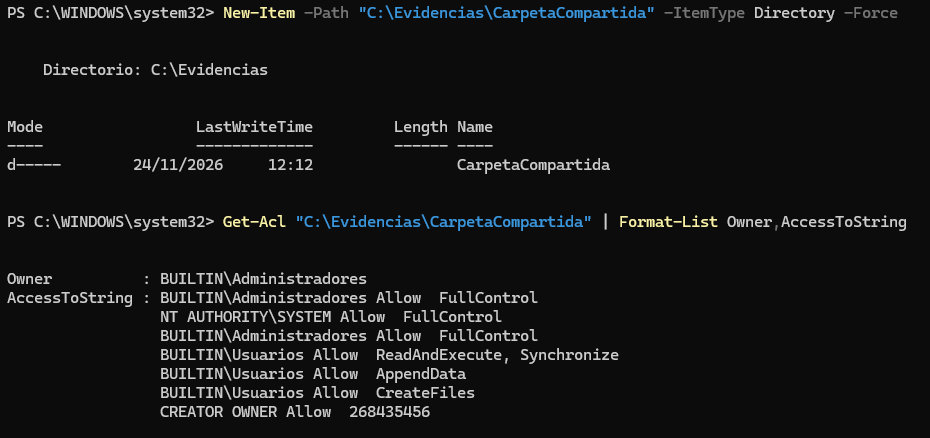 PS C:\WINDOWS\system32> New-Item -Path "C:\Evidencias\CarpetaCompartida" -ItemType Directory -Force
Directorio: C:\Evidencias
Mode                 LastWriteTime         Length Name
----                 -------------         ------ ----
d-----        24/11/2026     12:12                CarpetaCompartida
PS C:\WINDOWS\system32> Get-Acl "C:\Evidencias\CarpetaCompartida" | Format-List Owner,AccessToString
Owner          : BUILTIN\Administradores
AccessToString : BUILTIN\Administradores Allow  FullControl
                 NT AUTHORITY\SYSTEM Allow  FullControl
                 BUILTIN\Administradores Allow  FullControl
                 BUILTIN\Usuarios Allow  ReadAndExecute, Synchronize
                 BUILTIN\Usuarios Allow  AppendData
                 BUILTIN\Usuarios Allow  CreateFiles
                 CREATOR OWNER Allow  268435456